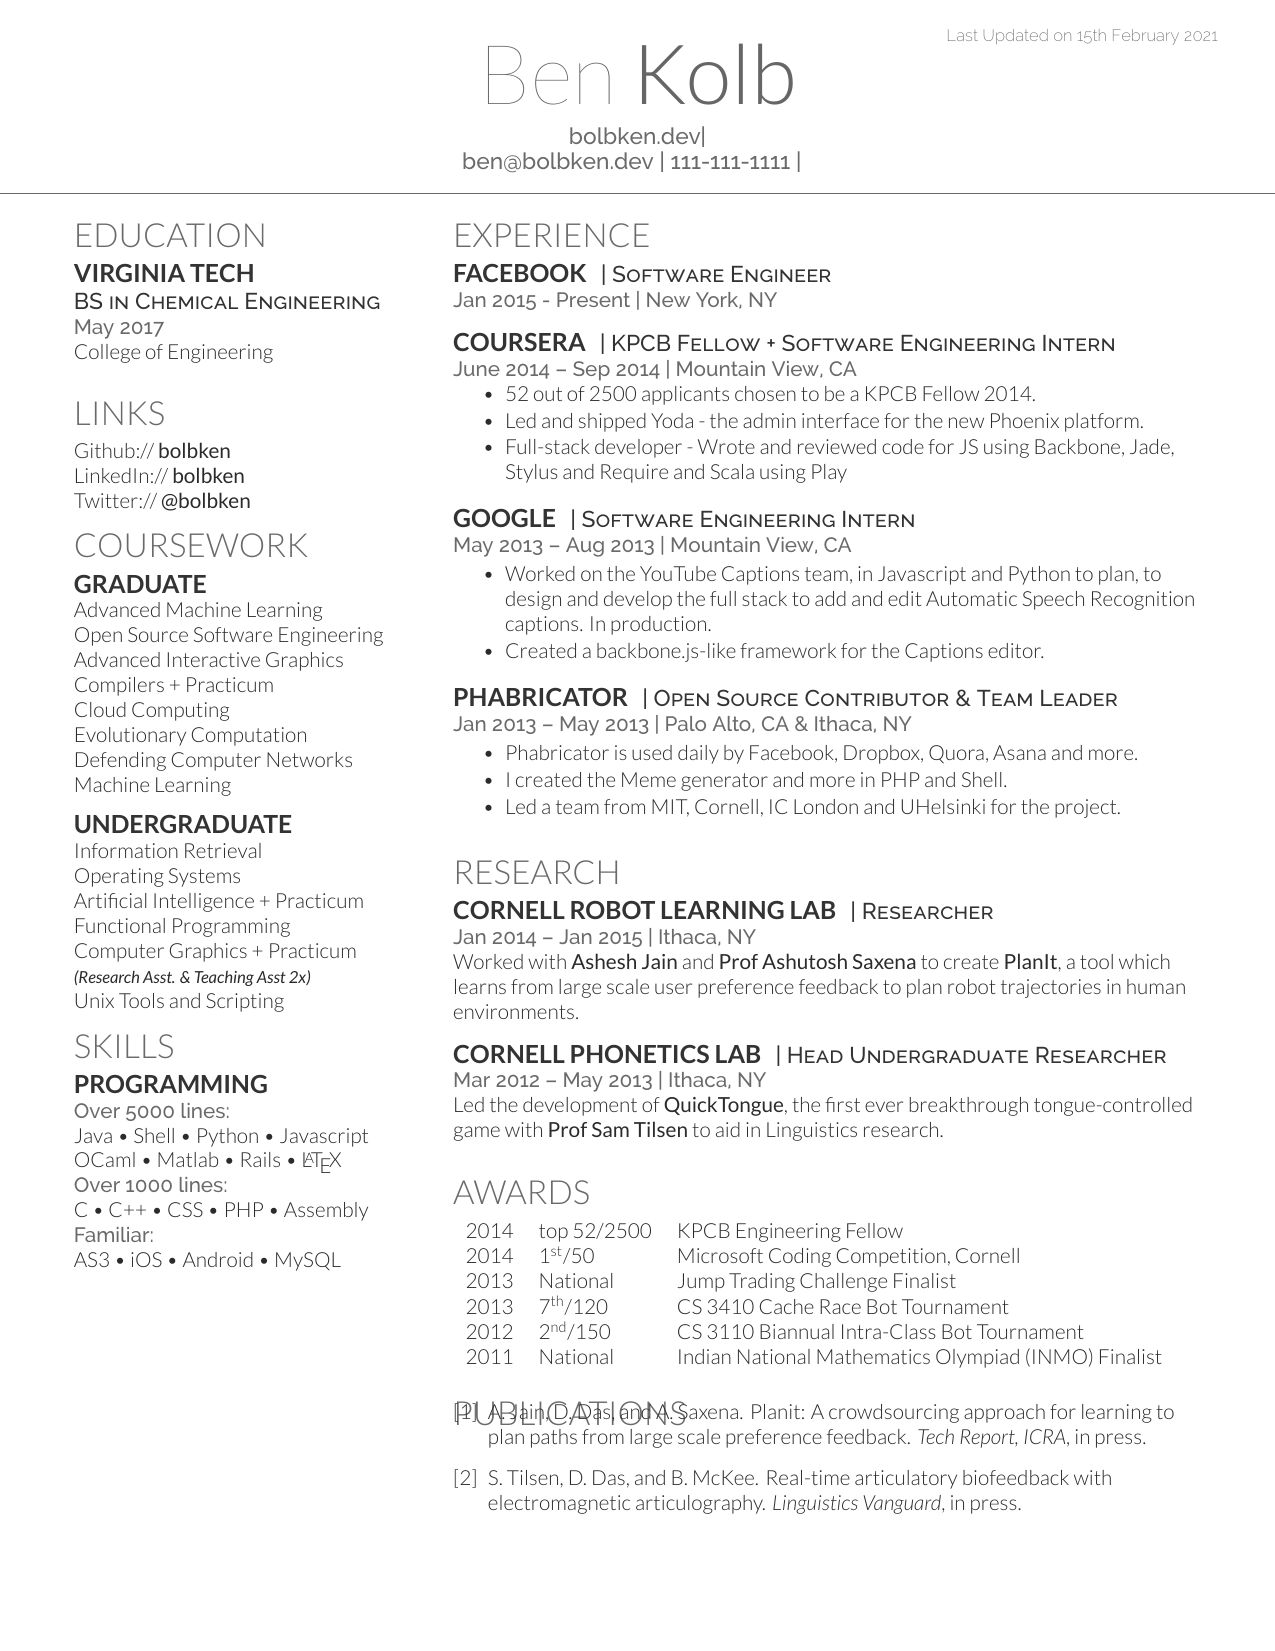 Last Updated on 15th February 2021
Ben Kolb
bolbken.dev|
ben@bolbken.dev | 111-111-1111 |
EDUCATION
VIRGINIA TECH
BS in Chemical Engineering
May 2017
College of Engineering
LINKS
Github:// bolbken
LinkedIn:// bolbken
Twitter:// @bolbken
COURSEWORK
GRADUATE
Advanced Machine Learning
Open Source Software Engineering
Advanced Interactive Graphics
Compilers + Practicum
Cloud Computing
Evolutionary Computation
Defending Computer Networks
Machine Learning
UNDERGRADUATE
Information Retrieval
Operating Systems
Artificial Intelligence + Practicum
Functional Programming
Computer Graphics + Practicum
(Research Asst. & Teaching Asst 2x)
Unix Tools and Scripting
SKILLS
PROGRAMMING
Over 5000 lines:
Java • Shell • Python • Javascript
OCaml • Matlab • Rails • LATEX
Over 1000 lines:
C • C++ • CSS • PHP • Assembly
Familiar:
AS3 • iOS • Android • MySQL
EXPERIENCE
FACEBOOK | Software Engineer
Jan 2015 - Present | New York, NY
COURSERA | KPCB Fellow + Software Engineering Intern
June 2014 – Sep 2014 | Mountain View, CA
• 52 out of 2500 applicants chosen to be a KPCB Fellow 2014.
• Led and shipped Yoda - the admin interface for the new Phoenix platform.
• Full-stack developer - Wrote and reviewed code for JS using Backbone, Jade,
Stylus and Require and Scala using Play
GOOGLE | Software Engineering Intern
May 2013 – Aug 2013 | Mountain View, CA
• Worked on the YouTube Captions team, in Javascript and Python to plan, to
design and develop the full stack to add and edit Automatic Speech Recognition
captions. In production.
• Created a backbone.js-like framework for the Captions editor.
PHABRICATOR | Open Source Contributor & Team Leader
Jan 2013 – May 2013 | Palo Alto, CA & Ithaca, NY
• Phabricator is used daily by Facebook, Dropbox, Quora, Asana and more.
• I created the Meme generator and more in PHP and Shell.
• Led a team from MIT, Cornell, IC London and UHelsinki for the project.
RESEARCH
CORNELL ROBOT LEARNING LAB | Researcher
Jan 2014 – Jan 2015 | Ithaca, NY
Worked with Ashesh Jain and Prof Ashutosh Saxena to create PlanIt, a tool which
learns from large scale user preference feedback to plan robot trajectories in human
environments.
CORNELL PHONETICS LAB | Head Undergraduate Researcher
Mar 2012 – May 2013 | Ithaca, NY
Led the development of QuickTongue, the first ever breakthrough tongue-controlled
game with Prof Sam Tilsen to aid in Linguistics research.
AWARDS
2014 top 52/2500 KPCB Engineering Fellow
2014 1st/50 Microsoft Coding Competition, Cornell
2013 National Jump Trading Challenge Finalist
2013 7th/120 CS 3410 Cache Race Bot Tournament
2012 2nd/150 CS 3110 Biannual Intra-Class Bot Tournament
2011 National Indian National Mathematics Olympiad (INMO) Finalist
PUBLICATIONS
[1] A. Jain, D. Das, and A. Saxena. Planit: A crowdsourcing approach for learning to
plan paths from large scale preference feedback. Tech Report, ICRA, in press.
[2] S. Tilsen, D. Das, and B. McKee. Real-time articulatory biofeedback with
electromagnetic articulography. Linguistics Vanguard, in press.